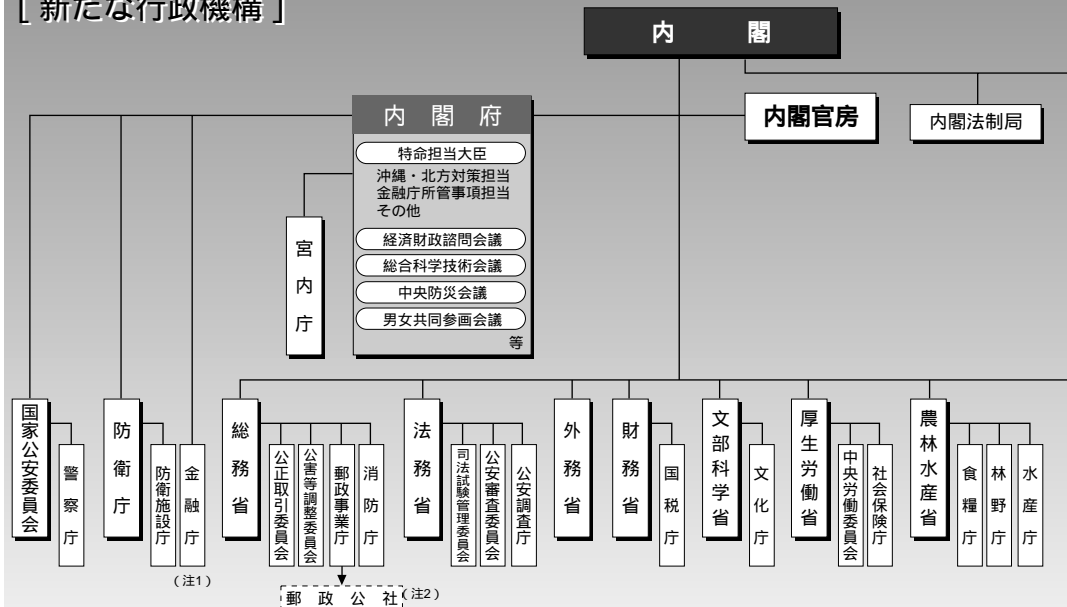 [ 新たな行政機構 ]
内 閣
内 閣 府
内閣官房
内閣法制局
特命担当大臣
沖縄・北方対策担当
金融庁所管事項担当
その他
経済財政諮問会議
総合科学技術会議
中央防災会議
男女共同参画会議
等
宮内庁
国家公安委員会
警察庁
防衛庁
防衛施設庁
金融庁
(注1)
総務省
公正取引委員会
公害等調整委員会
郵政事業庁
消防庁
郵 政 公 社
(注2)
法務省
司法試験管理委員会
公安審査委員会
公安調査庁
外務省
財務省
国税庁
文部科学省
文化庁
厚生労働省
中央労働委員会
社会保険庁
農林水産省
食糧庁
林野庁
水産庁